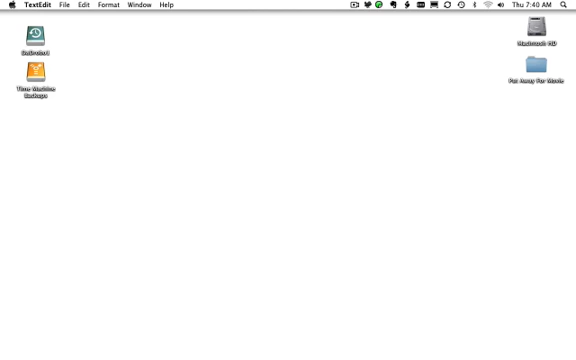 TextEdit File Edit Format Window Help Thu 7:40 AM
Macintosh HD
Time Machine
Backups
Put Away For Movie